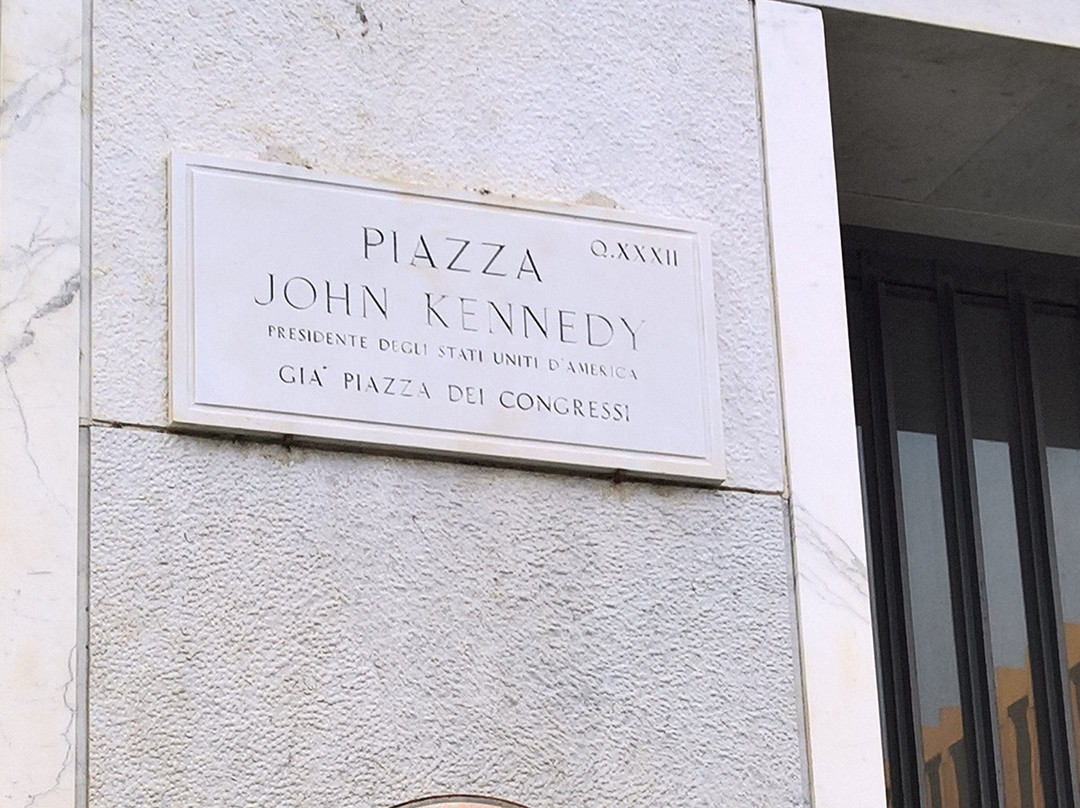 PIAZZA Q.XXXII
JOHN KENNEDY
PRESIDENTE DEGLI STATI UNITI D'AMERICA
GIA' PIAZZA DEI CONGRESSI